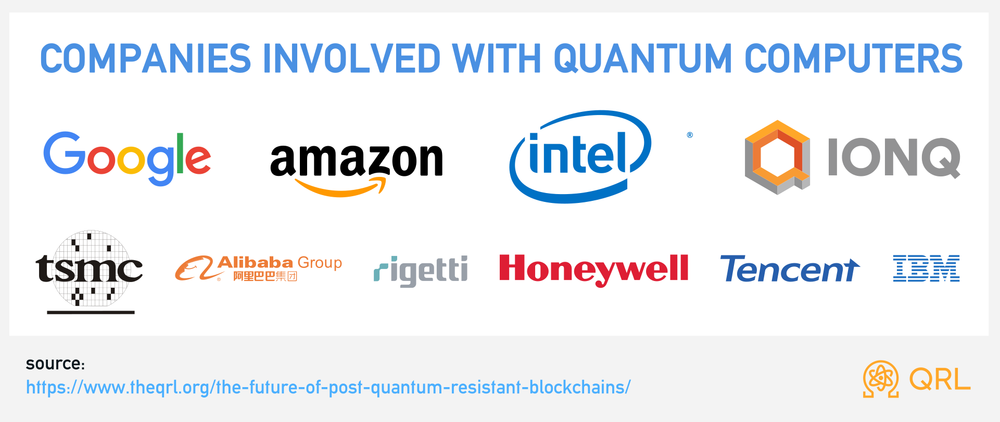 COMPANIES INVOLVED WITH QUANTUM COMPUTERS
Google
amazon
intel ®
IONQ
tsmc
Alibaba Group
® 阿里巴巴集团
rigetti
Honeywell
Tencent
IBM
source:
https://www.theqrl.org/the-future-of-post-quantum-resistant-blockchains/
QRL